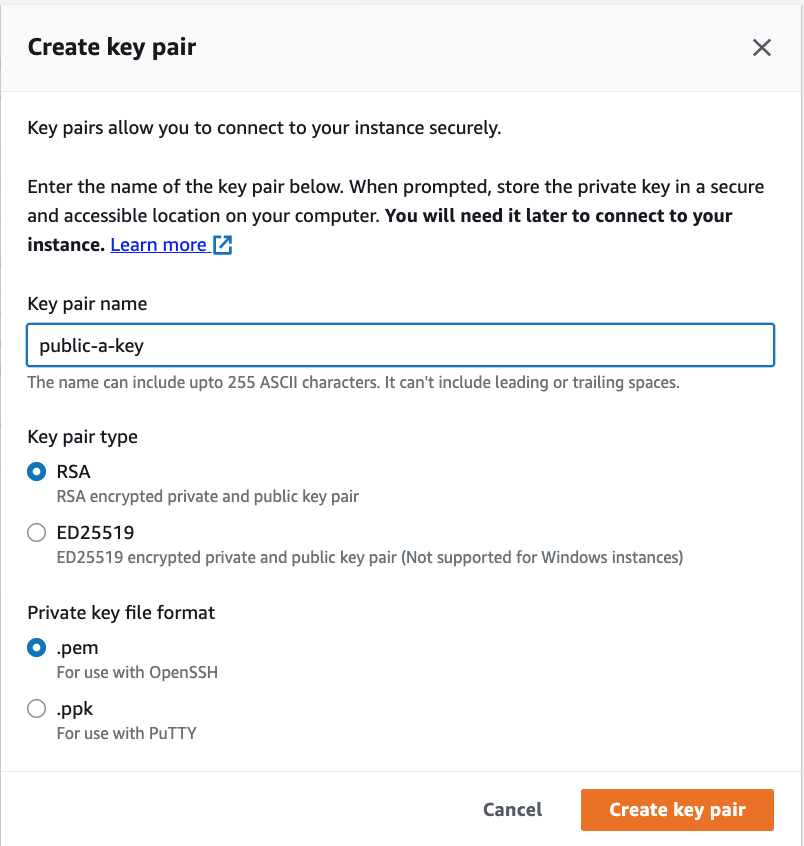 Create key pair
Key pairs allow you to connect to your instance securely.
Enter the name of the key pair below. When prompted, store the private key in a secure
and accessible location on your computer. You will need it later to connect to your
instance. Learn more
Key pair name
public-a-key
The name can include upto 255 ASCII characters. It can't include leading or trailing spaces.
Key pair type
RSA
RSA encrypted private and public key pair
ED25519
ED25519 encrypted private and public key pair (Not supported for Windows instances)
Private key file format
.pem
For use with OpenSSH
.ppk
For use with PuTTY
Cancel
Create key pair